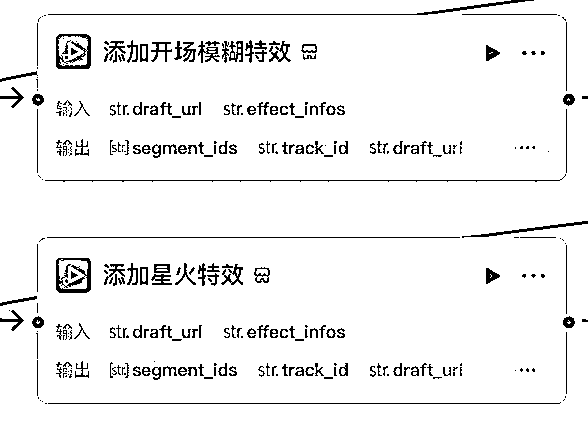 添加开场模糊特效
输入 str.draft_url str.effect_infos
输出 [str]segment_ids str.track_id str.draft_url ···
添加星火特效
输入 str.draft_url str.effect_infos
输出 [str]segment_ids str.track_id str.draft_url ···